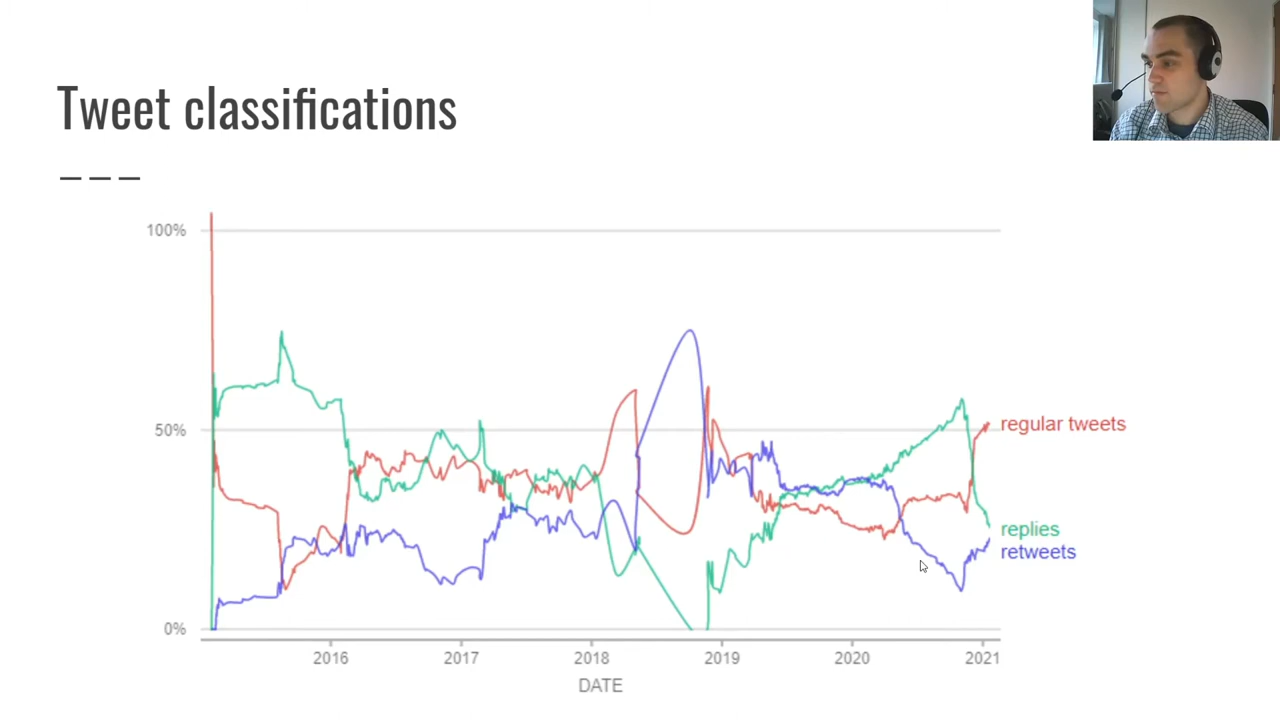 Tweet classifications
100%
50%
0%
regular tweets
replies
retweets
2016 2017 2018 2019 2020 2021
DATE